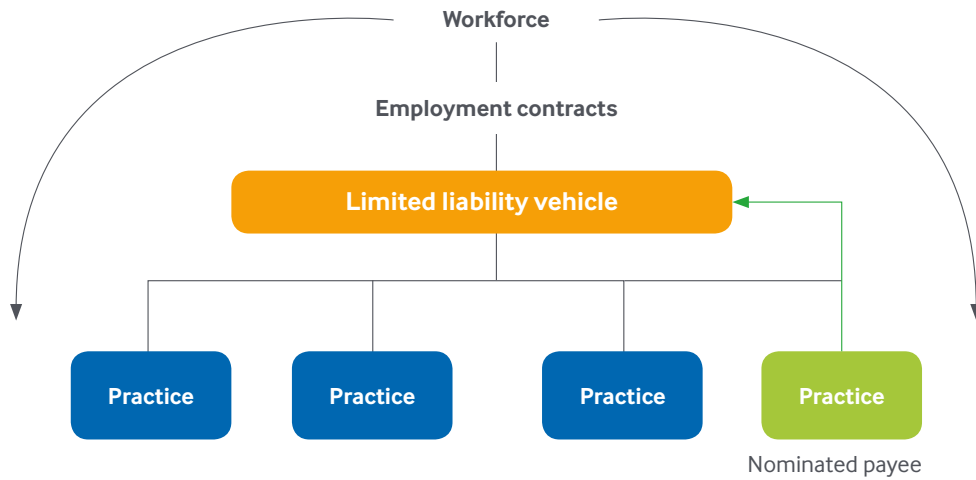 Workforce
Employment contracts
Limited liability vehicle
Practice
Practice
Practice
Practice
Nominated payee